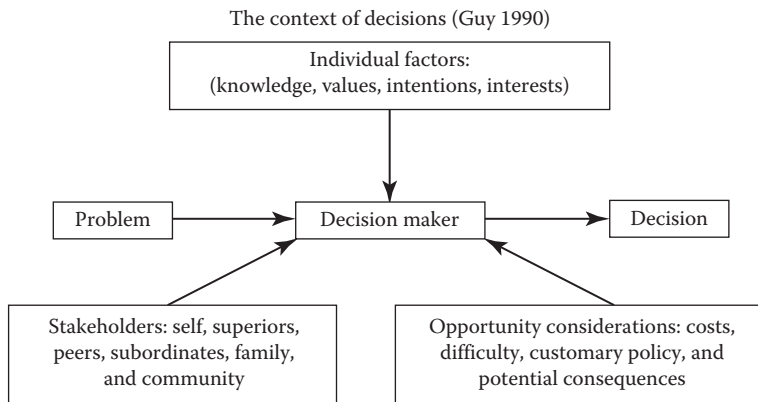 The context of decisions (Guy 1990)
Individual factors:
(knowledge, values, intentions, interests)
Problem
Decision maker
Decision
Stakeholders: self, superiors,
peers, subordinates, family,
and community
Opportunity considerations: costs,
difficulty, customary policy, and
potential consequences